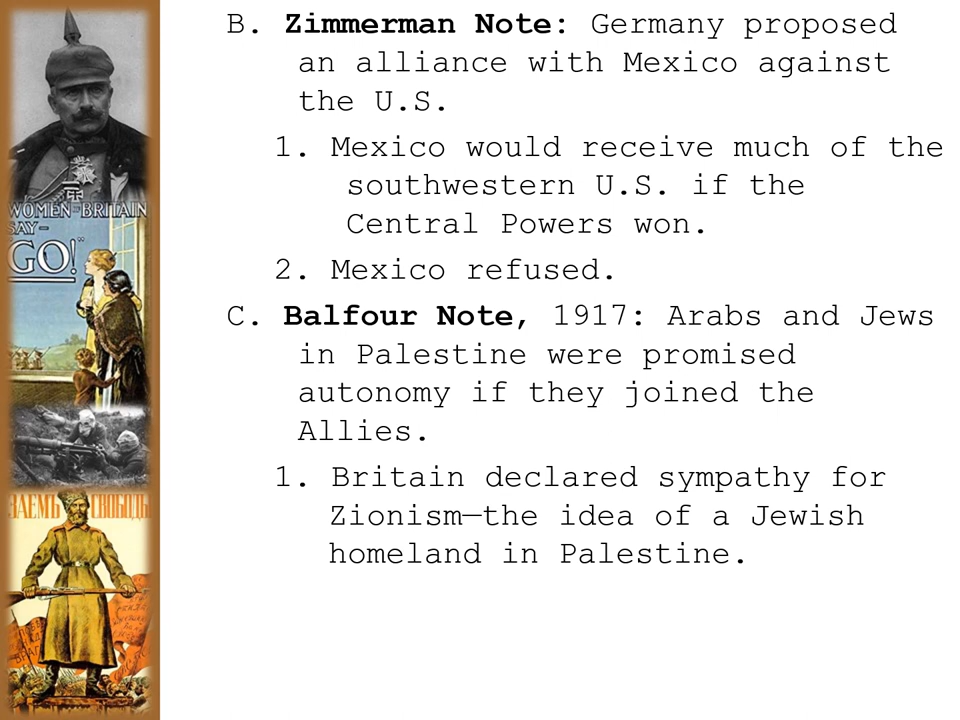 B. Zimmerman Note: Germany proposed
an alliance with Mexico against
the U.S.
1. Mexico would receive much of the
southwestern U.S. if the
Central Powers won.
2. Mexico refused.
C. Balfour Note, 1917: Arabs and Jews
in Palestine were promised
autonomy if they joined the
Allies.
1. Britain declared sympathy for
Zionism—the idea of a Jewish
homeland in Palestine.
WOMEN-BRITAIN
SAY-
GO!"
ЗАЕМЪ СВОБОДЫ